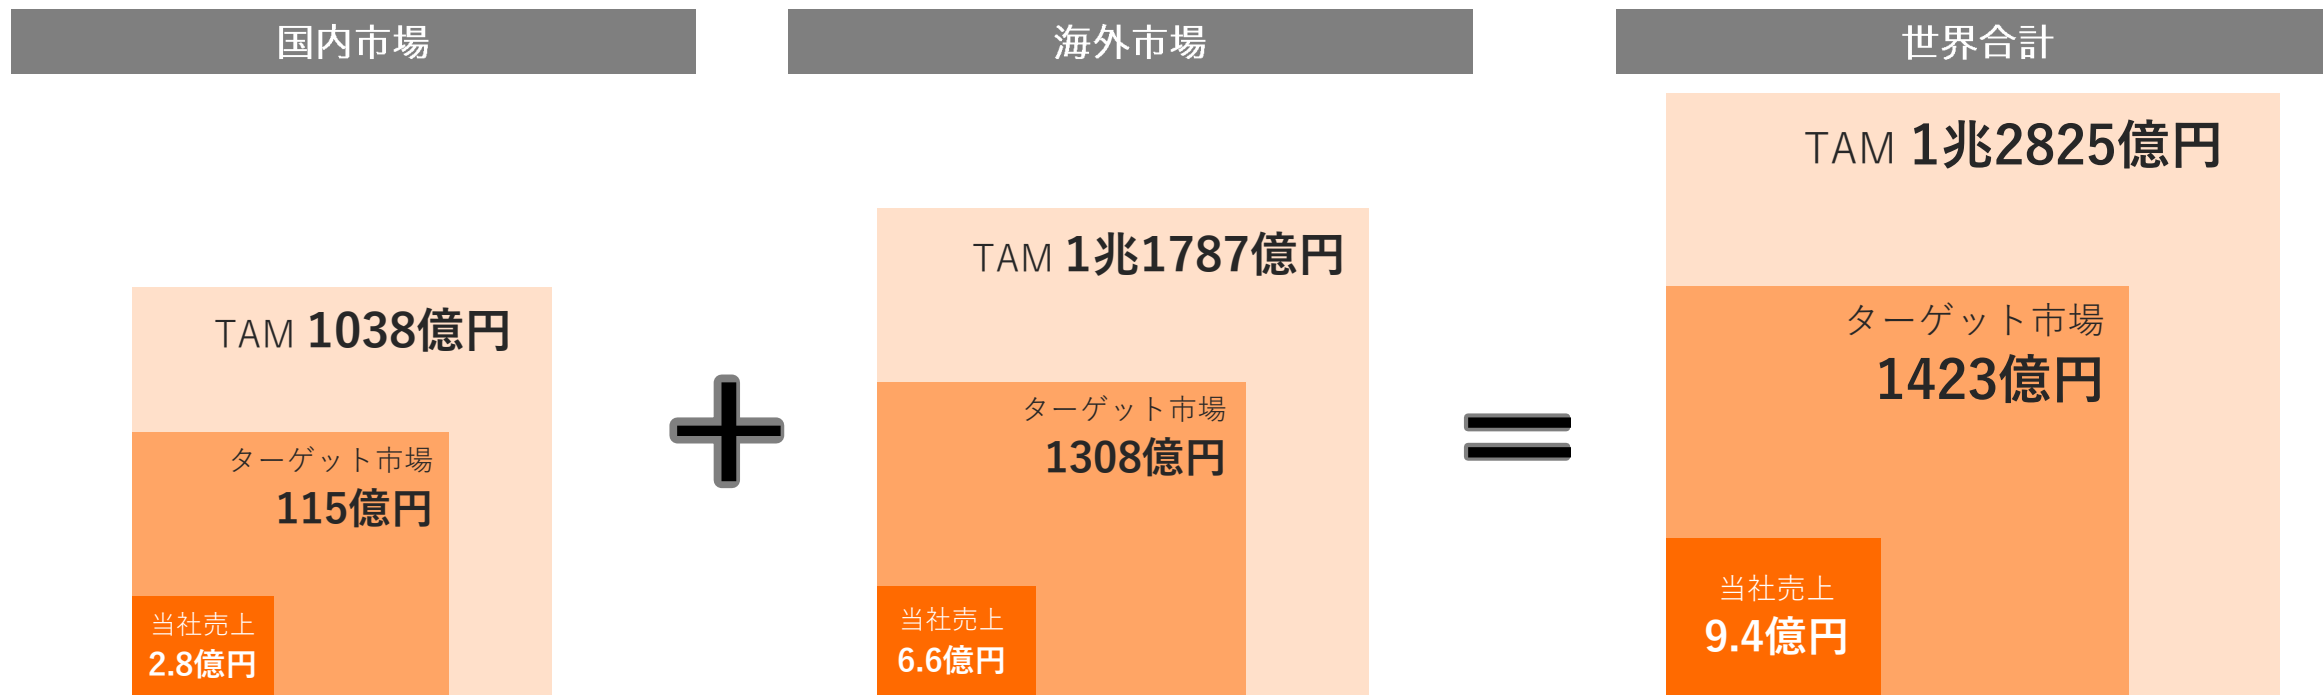 国内市場
TAM 1038億円
ターゲット市場
115億円
当社売上
2.8億円
+
海外市場
TAM 1兆1787億円
ターゲット市場
1308億円
当社売上
6.6億円
=
世界合計
TAM 1兆2825億円
ターゲット市場
1423億円
当社売上
9.4億円